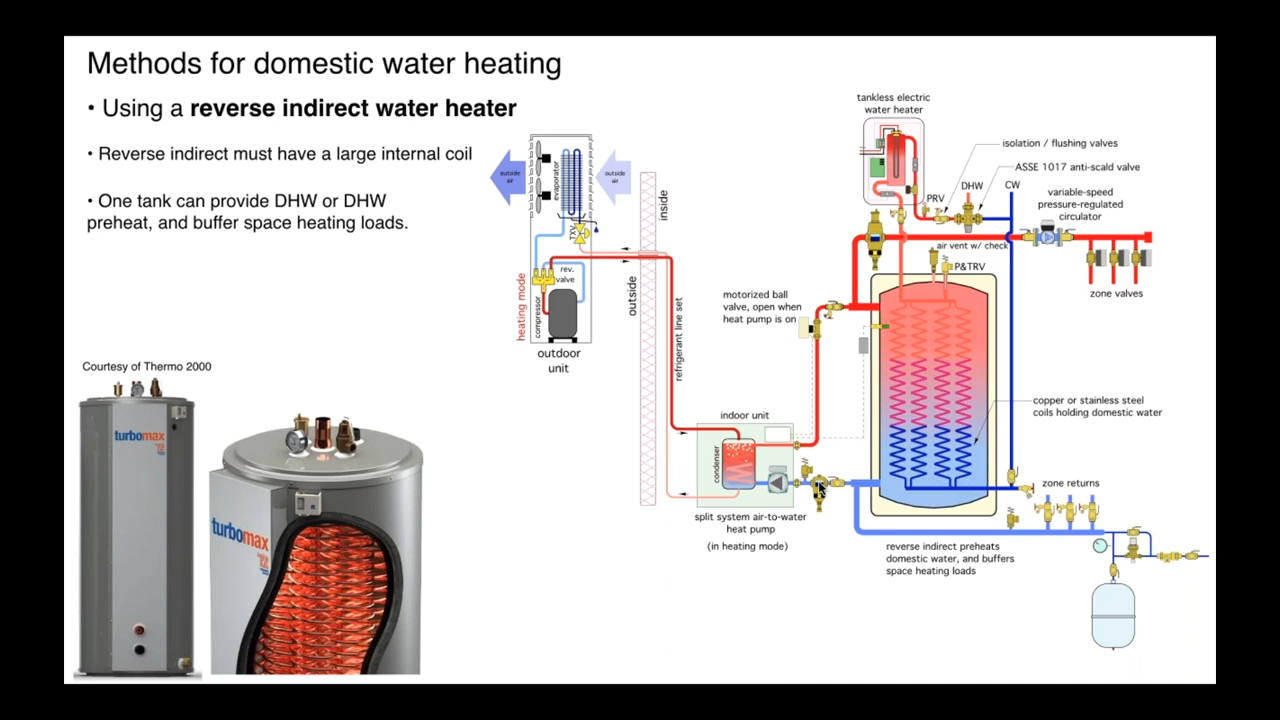 Methods for domestic water heating
• Using a reverse indirect water heater
• Reverse indirect must have a large internal coil
• One tank can provide DHW or DHW
preheat, and buffer space heating loads.
Courtesy of Thermo 2000
turbomax
turbomax
outside
air
evaporator
outside
air
TXV
rev.
valve
compressor
heating mode
outdoor
unit
inside
outside
refrigerant line set
tankless electric
water heater
isolation / flushing valves
ASSE 1017 anti-scald valve
PRV
DHW
CW
variable-speed
pressure-regulated
circulator
air vent w/ check
P&TRV
zone valves
motorized ball
valve, open when
heat pump is on
copper or stainless steel
coils holding domestic water
indoor unit
condenser
split system air-to-water
heat pump
(in heating mode)
zone returns
reverse indirect preheats
domestic water, and buffers
space heating loads